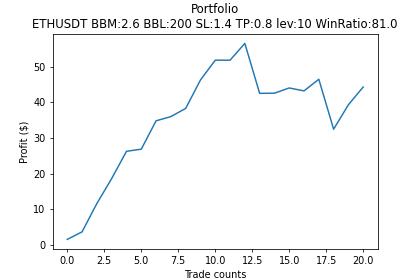 Portfolio
ETHUSDT BBM:2.6 BBL:200 SL:1.4 TP:0.8 lev:10 WinRatio:81.0
Profit ($)
50
40
30
20
10
0
0.0 2.5 5.0 7.5 10.0 12.5 15.0 17.5 20.0
Trade counts